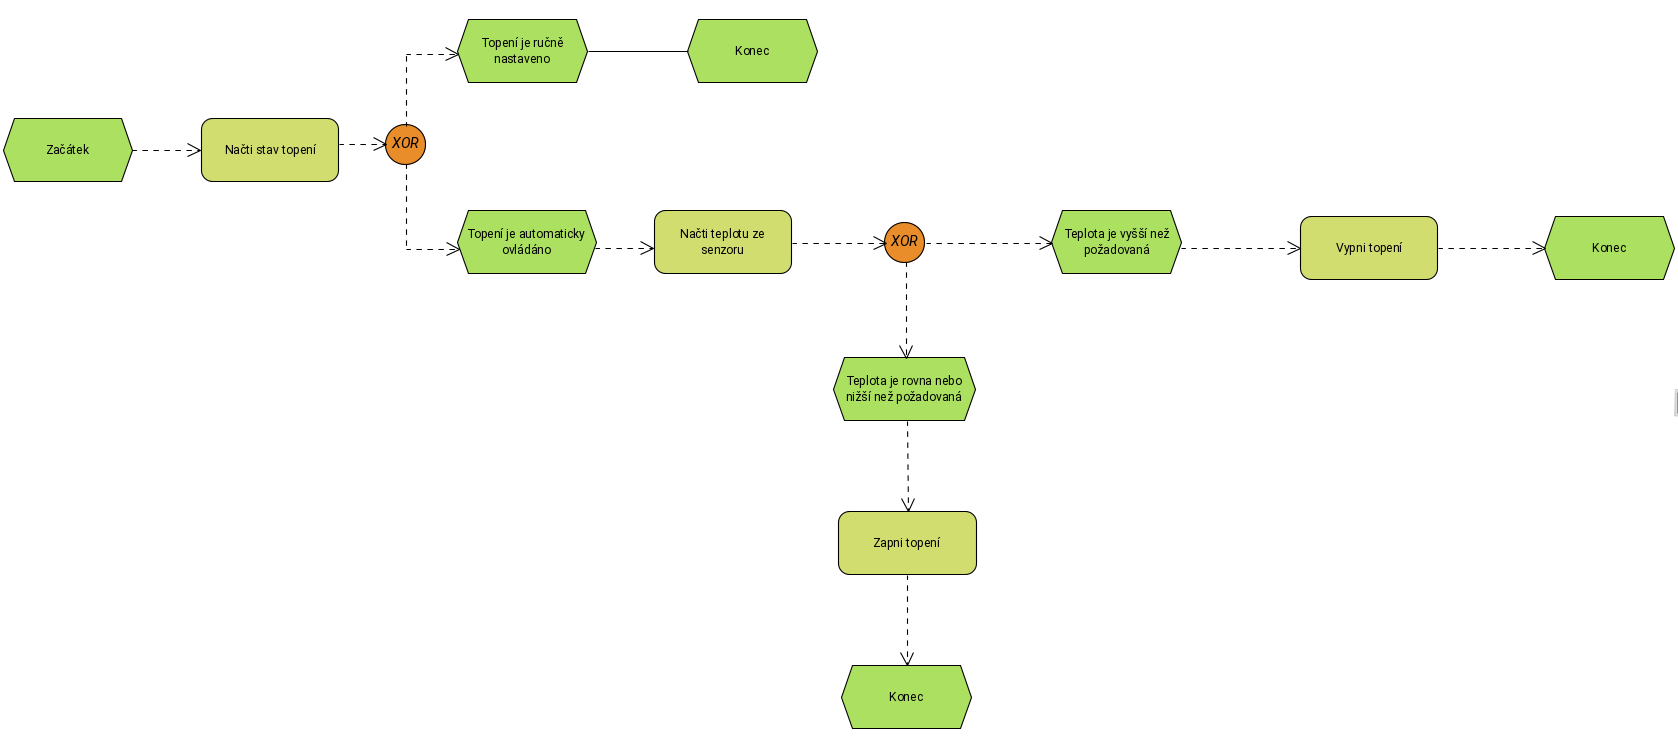 Topení je ručně
nastaveno
Konec
Začátek
Načti stav topení
XOR
Topení je automaticky
ovládáno
Načti teplotu ze
senzoru
XOR
Teplota je vyšší než
požadovaná
Vypni topení
Konec
Teplota je rovna nebo
nižší než požadovaná
Zapni topení
Konec